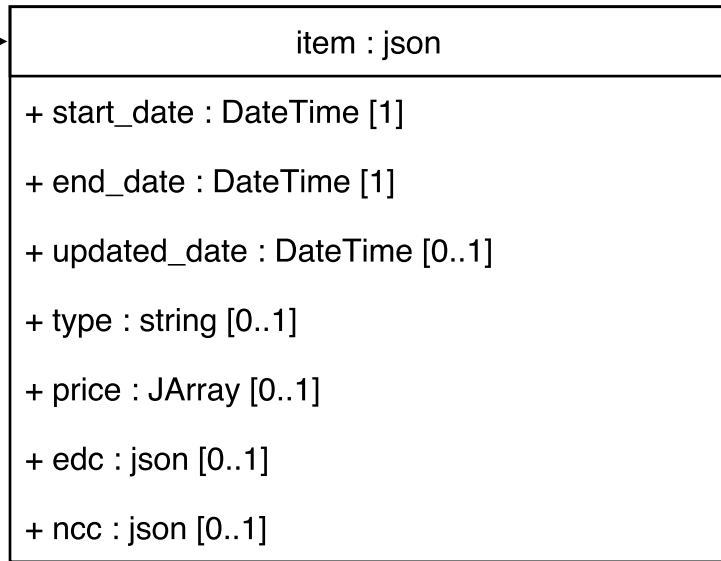 item : json
+ start_date : DateTime [1]
+ end_date : DateTime [1]
+ updated_date : DateTime [0..1]
+ type : string [0..1]
+ price : JArray [0..1]
+ edc : json [0..1]
+ ncc : json [0..1]